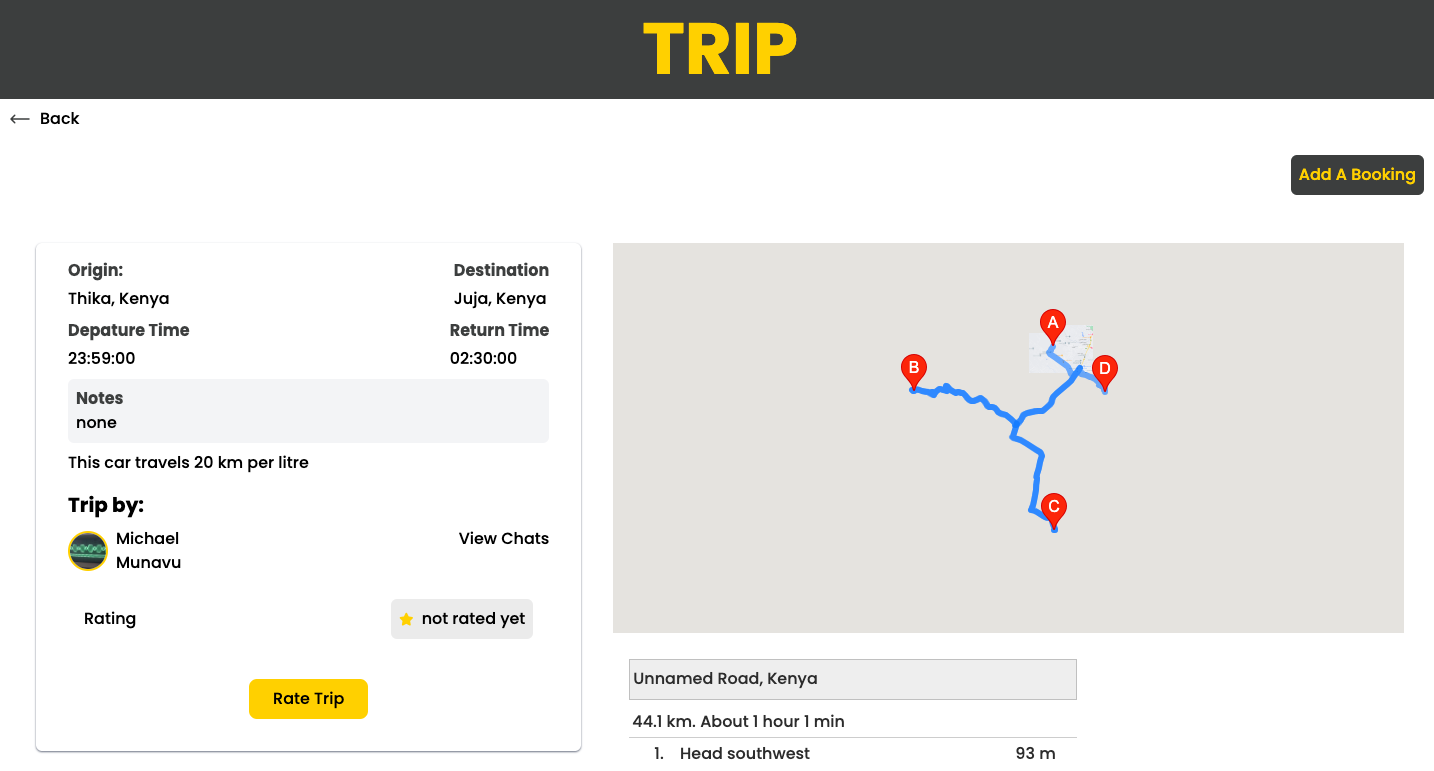 TRIP
Back
Add A Booking
Origin:
Destination
Thika, Kenya
Juja, Kenya
Depature Time
Return Time
23:59:00
02:30:00
Notes
none
This car travels 20 km per litre
Trip by:
Michael
Munavu
View Chats
Rating
not rated yet
Rate Trip
A
B
D
C
Unnamed Road, Kenya
44.1 km. About 1 hour 1 min
1. Head southwest 93 m